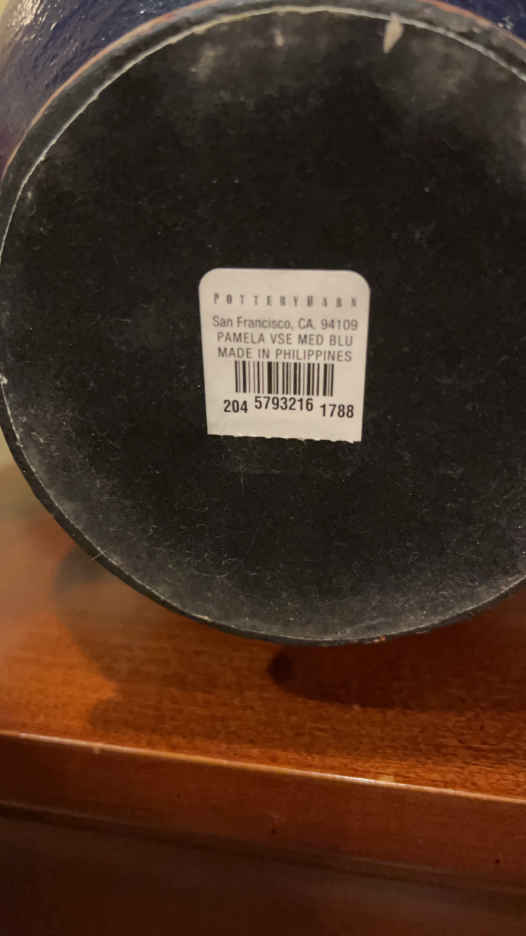 POTTERYBARN
San Francisco, CA. 94109
PAMELA VSE MED BLU
MADE IN PHILIPPINES
204 5793216 1788